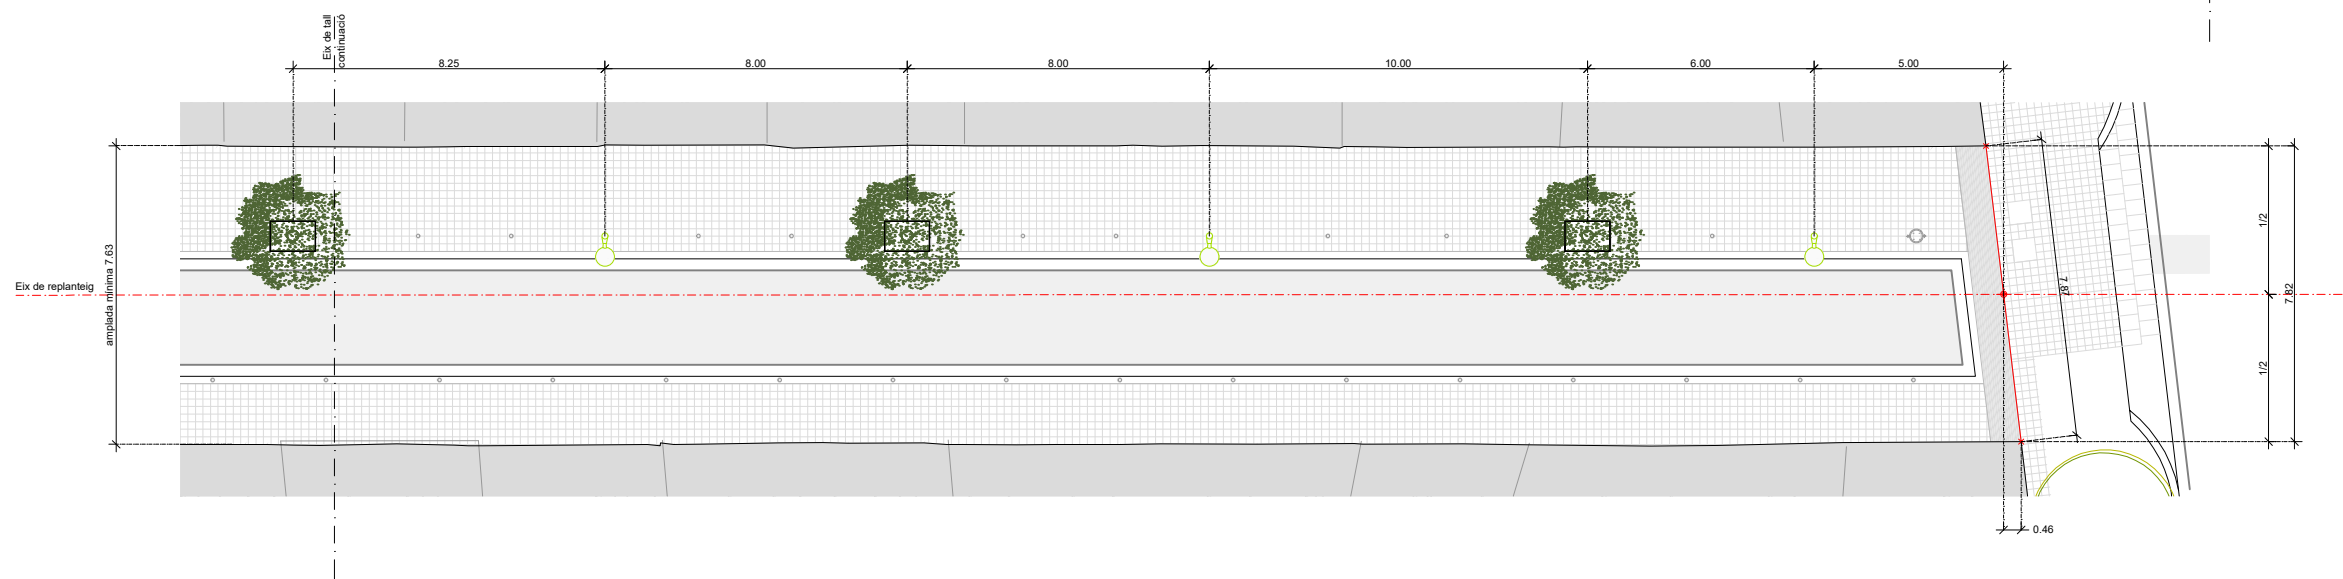 Eix de tall
continuació
8.25
8.00
8.00
10.00
6.00
5.00
amplada mínima 7.63
Eix de replanteig
1/2
7.87
7.82
1/2
0.46